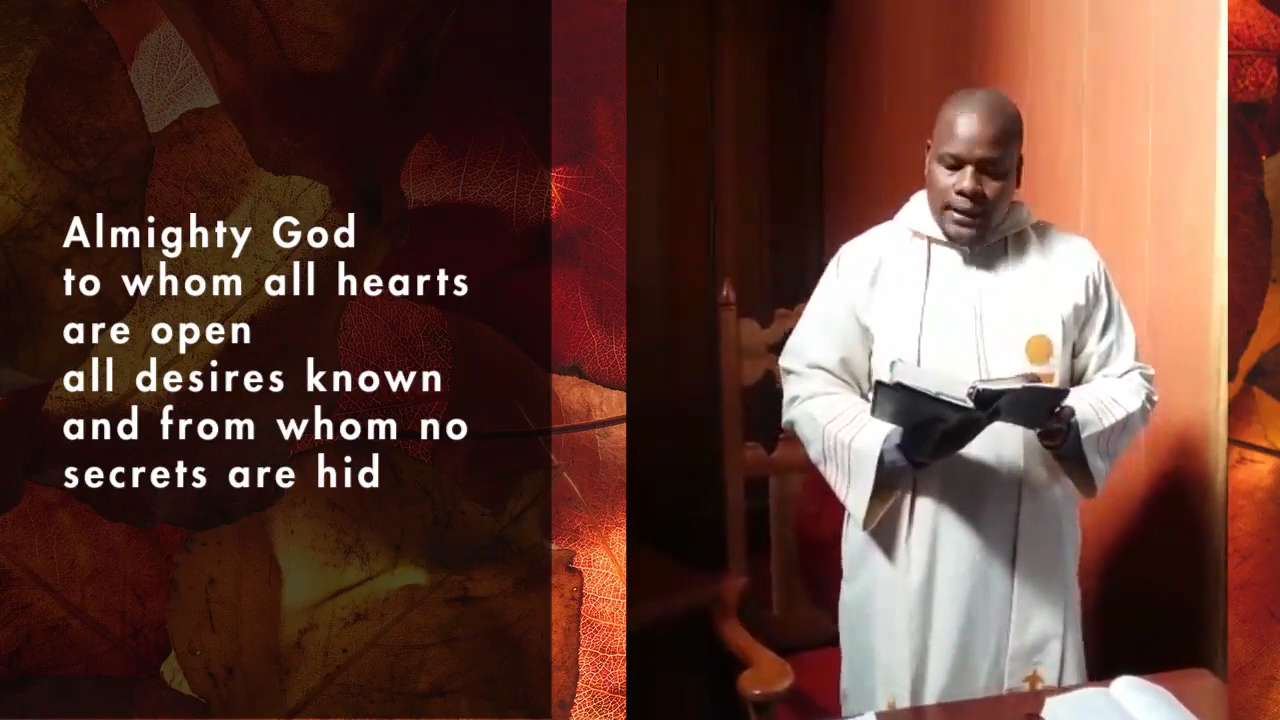 Almighty God
to whom all hearts
are open
all desires known
and from whom no
secrets are hid